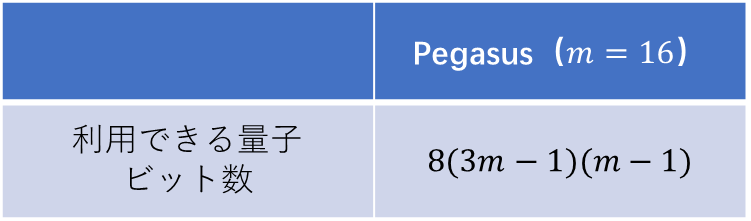 Pegasus（𝑚 = 16）
利用できる量子
ビット数
8(3𝑚 − 1)(𝑚 − 1)